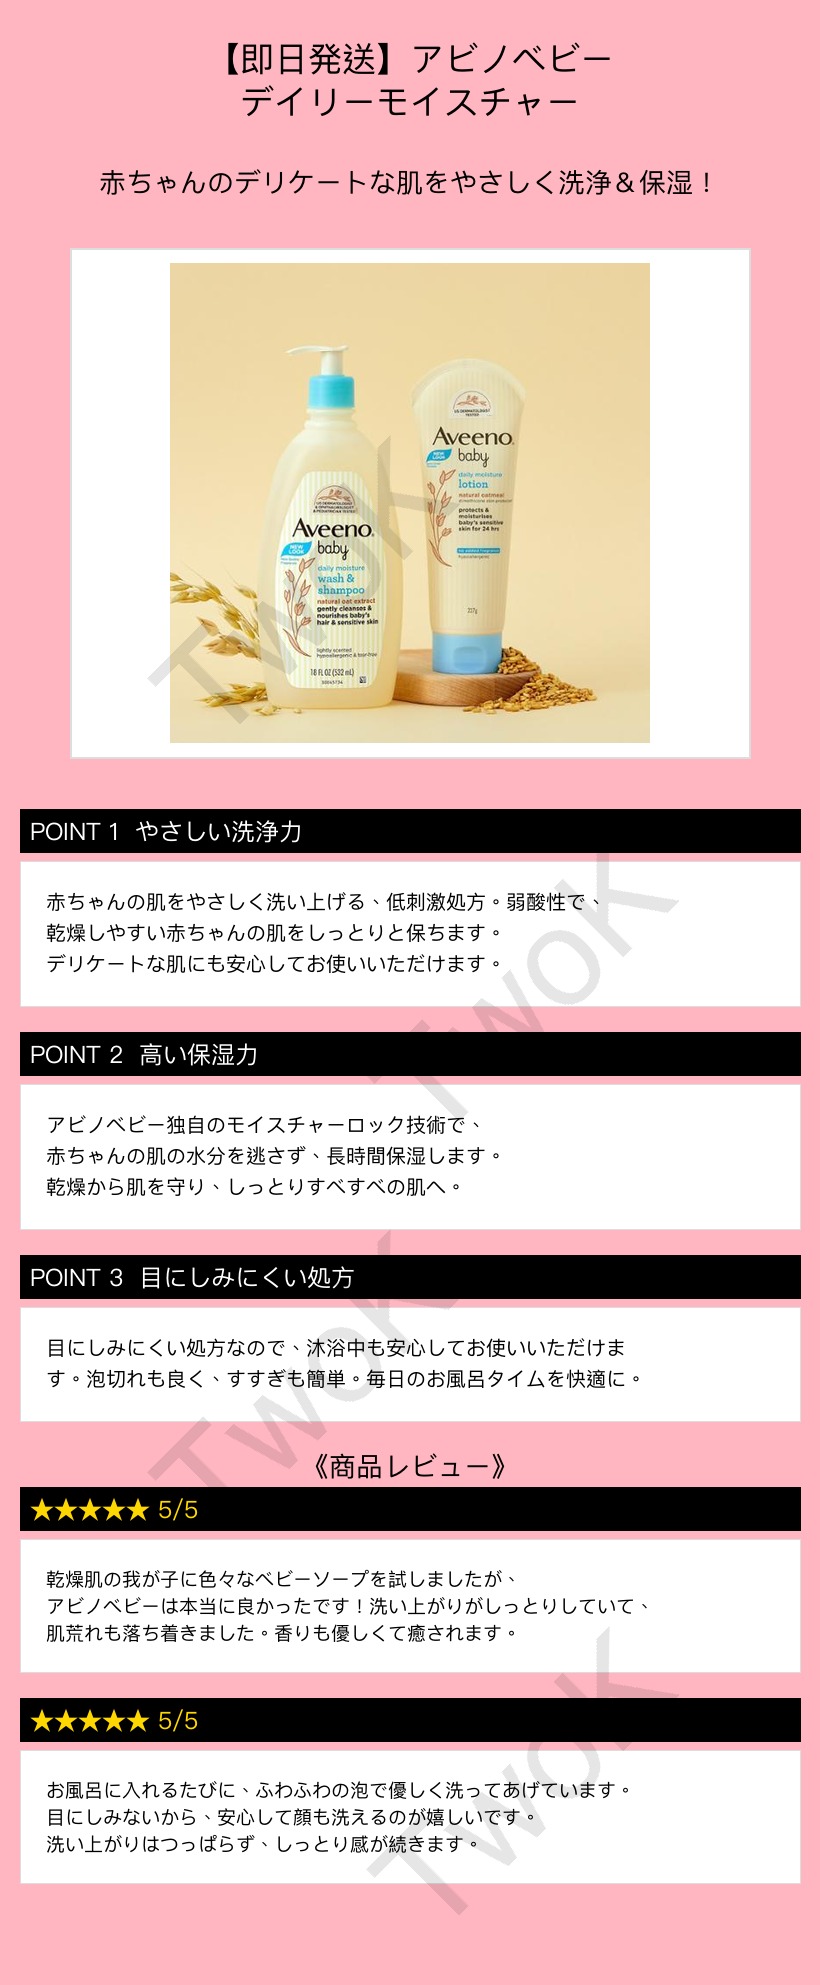 【即日発送】アビノベビー
デイリーモイスチャー
赤ちゃんのデリケートな肌をやさしく洗浄＆保湿！
US DERMATOLOGIST
TESTED
Aveeno®
NEW LOOK
baby
daily moisture
lotion
natural oatmeal
protects &
moisturises
baby's sensitive
skin for 24 hrs
no added fragrance
hypoallergenic
227g
US DERMATOLOGIST
& OPHTHALMOLOGIST
& PEDIATRICIAN TESTED
Aveeno®
NEW LOOK
baby
daily moisture
wash &
shampoo
natural oat extract
gently cleanses &
nourishes baby's
hair & sensitive skin
lightly scented
hypoallergenic & tear-free
18 FL OZ (532 mL)
TwoK
POINT 1 やさしい洗浄力
赤ちゃんの肌をやさしく洗い上げる、低刺激処方。弱酸性で、
乾燥しやすい赤ちゃんの肌をしっとりと保ちます。
デリケートな肌にも安心してお使いいただけます。
TwoK
POINT 2 高い保湿力
アビノベビー独自のモイスチャーロック技術で、
赤ちゃんの肌の水分を逃さず、長時間保湿します。
乾燥から肌を守り、しっとりすべすべの肌へ。
POINT 3 目にしみにくい処方
目にしみにくい処方なので、沐浴中も安心してお使いいただけま
す。泡切れも良く、すすぎも簡単。毎日のお風呂タイムを快適に。
TwoK
《商品レビュー》
★★★★★ 5/5
乾燥肌の我が子に色々なベビーソープを試しましたが、
アビノベビーは本当に良かったです！洗い上がりがしっとりしていて、
肌荒れも落ち着きました。香りも優しくて癒されます。
★★★★★ 5/5
お風呂に入れるたびに、ふわふわの泡で優しく洗ってあげています。
目にしみないから、安心して顔も洗えるのが嬉しいです。
洗い上がりはつっぱらず、しっとり感が続きます。
TwoK